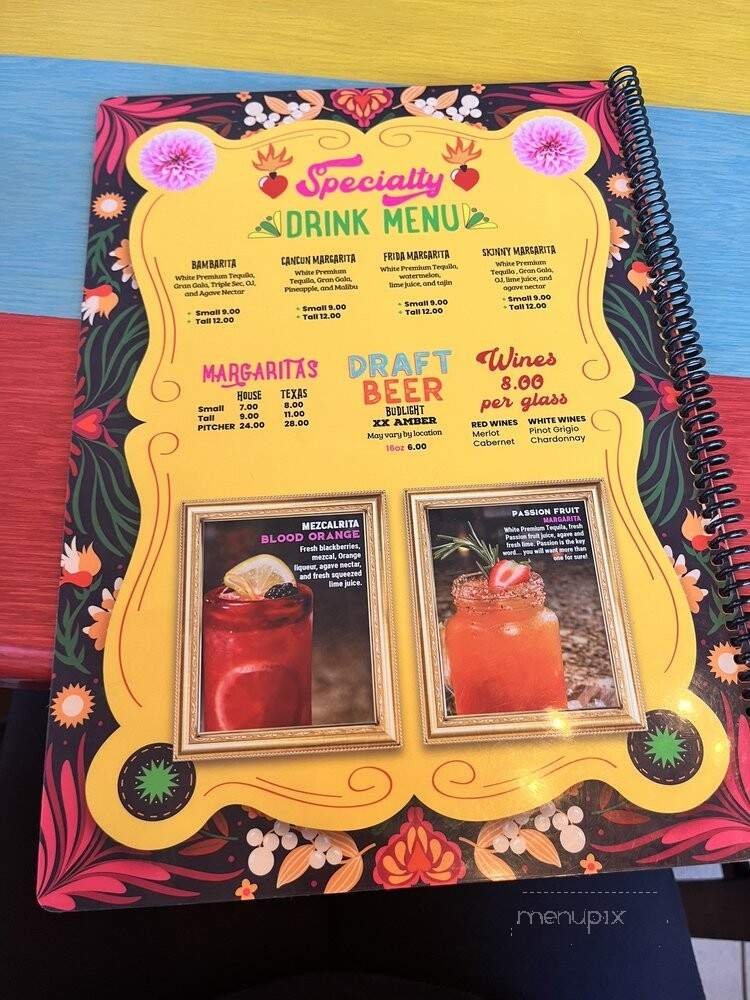 Specialty
DRINK MENU
BAMBARITA
White Premium Tequila,
Gran Gala, Triple Sec, OJ,
and Agave Nectar
+ Small 9.00
+ Tall 12.00
CANCUN MARGARITA
White Premium
Tequila, Gran Gala,
Pineapple, and Malibu
+ Small 9.00
+ Tall 12.00
FRIDA MARGARITA
White Premium Tequila,
watermelon,
lime juice, and tajin
+ Small 9.00
+ Tall 12.00
SKINNY MARGARITA
White Premium
Tequila , Gran Gala,
OJ, lime juice, and
agave nectar
+ Small 9.00
+ Tall 12.00
MARGARITAS
HOUSE TEXAS
Small 7.00 8.00
Tall 9.00 11.00
PITCHER 24.00 28.00
DRAFT
BEER
BUDLIGHT
XX AMBER
May vary by location
16oz 6.00
Wines
8.00
per glass
RED WINES
Merlot
Cabernet
WHITE WINES
Pinot Grigio
Chardonnay
MEZCALRITA
BLOOD ORANGE
Fresh blackberries,
mezcal, Orange
liqueur, agave nectar,
and fresh squeezed
lime juice.
PASSION FRUIT
MARGARITA
White Premium Tequila, fresh
Passion fruit juice, agave and
fresh lime. Passion is the key
word... you will want more than
one for sure!
menupix